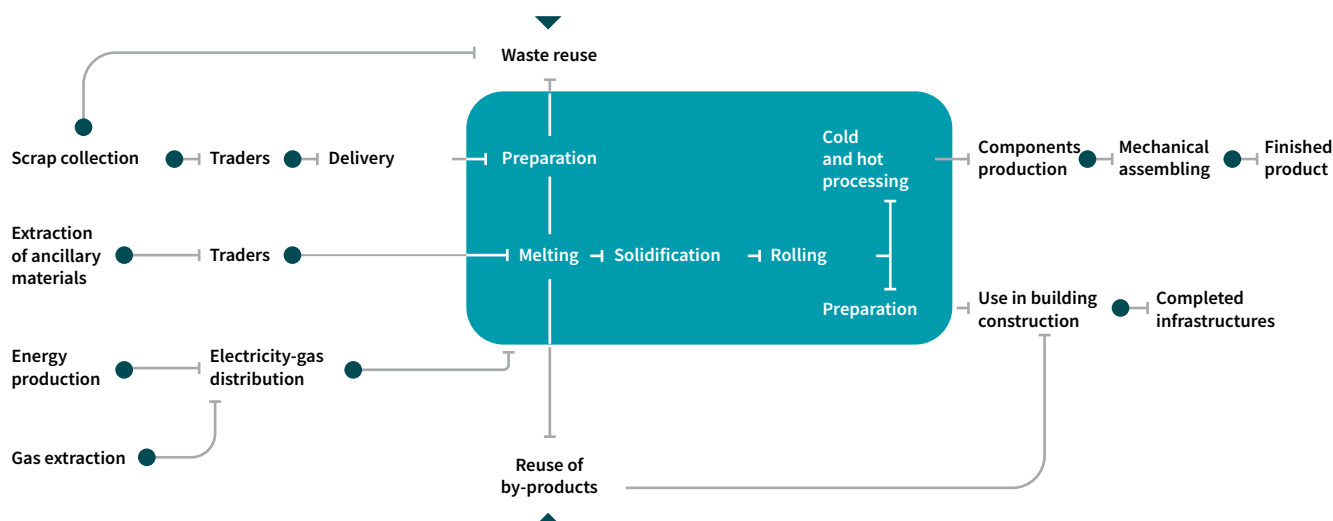 Waste reuse
Scrap collection
Traders
Delivery
Preparation
Cold
and hot
processing
Components
production
Mechanical
assembling
Finished
product
Extraction
of ancillary
materials
Traders
Melting
Solidification
Rolling
Preparation
Use in building
construction
Completed
infrastructures
Energy
production
Electricity-gas
distribution
Gas extraction
Reuse of
by-products